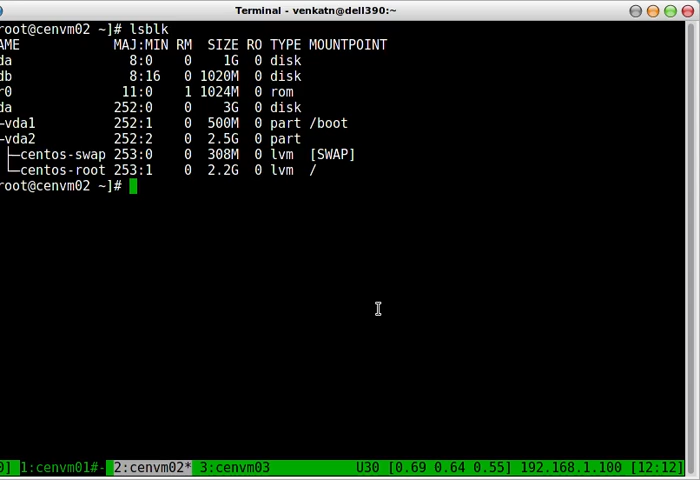 Terminal - venkatn@dell390:~
root@cenvm02 ~]# lsblk
AME MAJ:MIN RM SIZE RO TYPE MOUNTPOINT
da 8:0 0 1G 0 disk
db 8:16 0 1020M 0 disk
r0 11:0 1 1024M 0 rom
da 252:0 0 3G 0 disk
─vda1 252:1 0 500M 0 part /boot
─vda2 252:2 0 2.5G 0 part
├─centos-swap 253:0 0 308M 0 lvm [SWAP]
└─centos-root 253:1 0 2.2G 0 lvm /
root@cenvm02 ~]#
0] 1:cenvm01#- 2:cenvm02* 3:cenvm03 U30 [0.69 0.64 0.55] 192.168.1.100 [12:12]